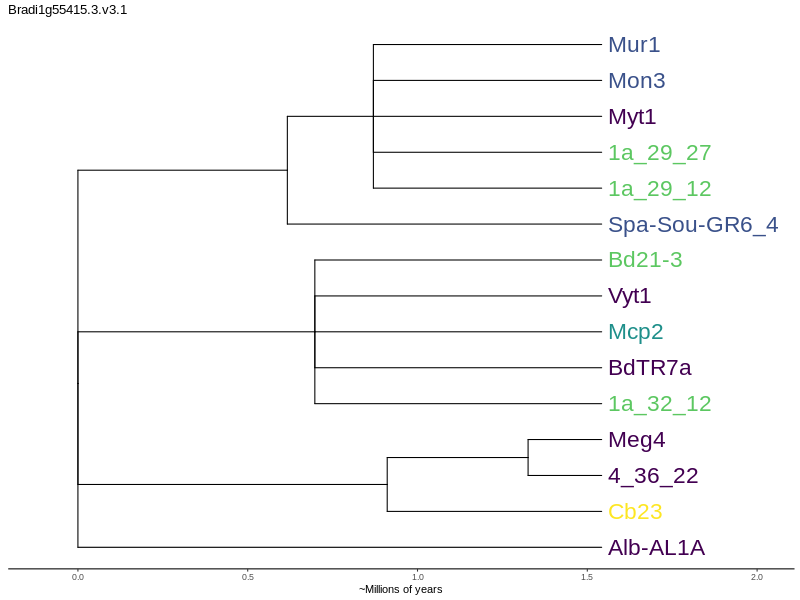 Bradi1g55415.3.v3.1
Mur1
Mon3
Myt1
1a_29_27
1a_29_12
Spa-Sou-GR6_4
Bd21-3
Vyt1
Mcp2
BdTR7a
1a_32_12
Meg4
4_36_22
Cb23
Alb-AL1A
0.0 0.5 1.0 1.5 2.0
~Millions of years